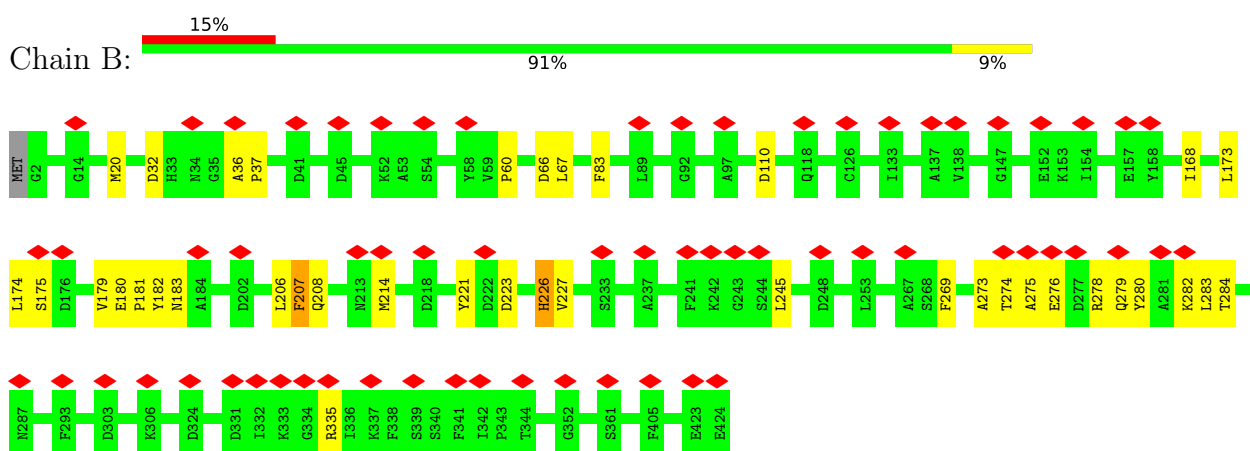 15%
Chain B:
91% 9%
MET G2 G14 M20 D32 H33 N34 G35 A36 P37 D41 D45 K52 A53 S54 Y58 V59 P60 D66 L67 F83 L89 G92 A97 D110 Q118 C126 I133 A137 V138 G147 E152 K153 I154 E157 Y158 I168 L173
L174 S175 D176 V179 E180 P181 Y182 N183 A184 D202 L206 F207 Q208 N213 M214 D218 Y221 D222 D223 H226 V227 S233 A237 F241 K242 G243 S244 L245 D248 L253 A267 S268 F269 A273 T274 A275 E276 D277 R278 Q279 Y280 A281 K282 L283 T284
N287 F293 D303 K306 D324 D331 I332 K333 G334 R335 I336 K337 F338 S339 S340 F341 I342 P343 T344 G352 S361 F405 E423 E424